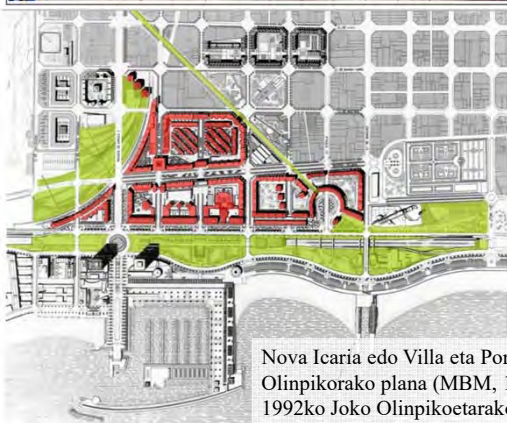 Nova Icaria edo Villa eta Por
Olinpikorako plana (MBM, 1
1992ko Joko Olinpikoetarako